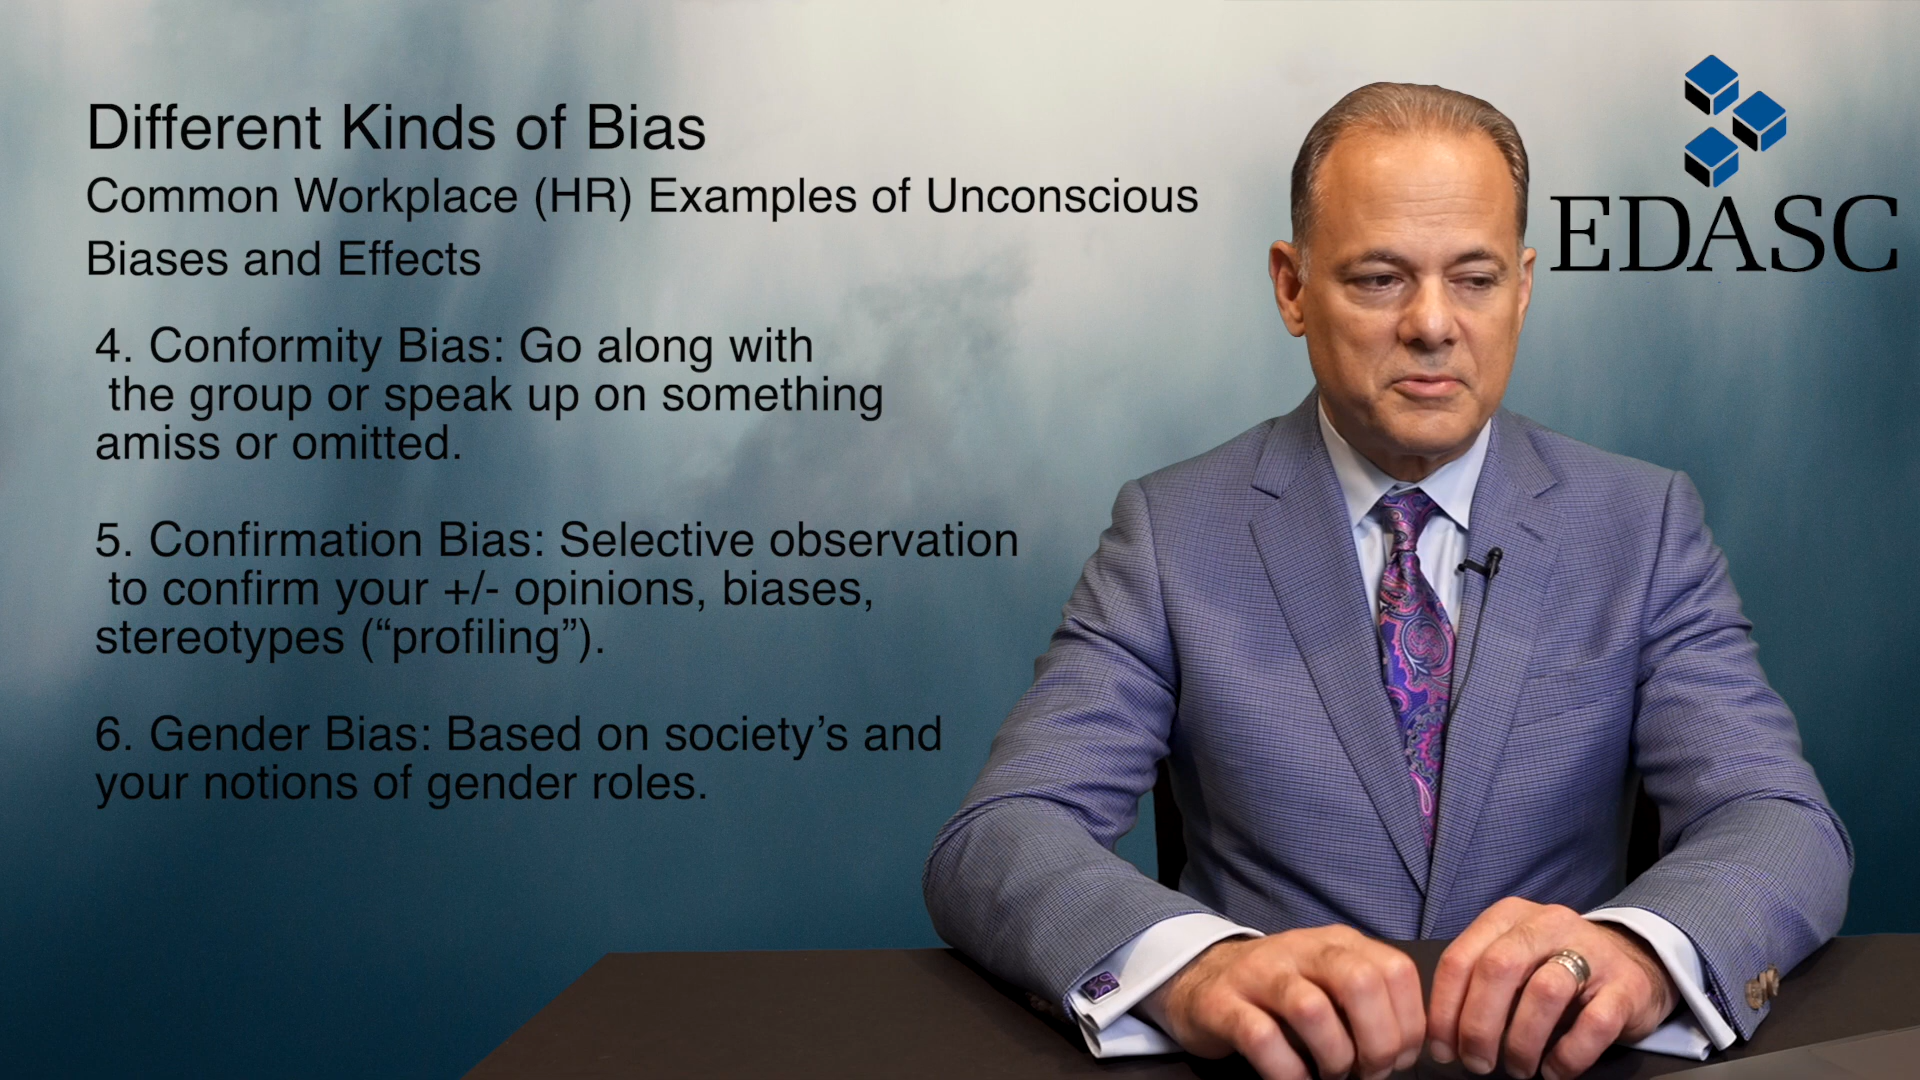 Different Kinds of Bias
Common Workplace (HR) Examples of Unconscious
Biases and Effects
4. Conformity Bias: Go along with
the group or speak up on something
amiss or omitted.
5. Confirmation Bias: Selective observation
to confirm your +/- opinions, biases,
stereotypes (“profiling”).
6. Gender Bias: Based on society’s and
your notions of gender roles.
EDASC